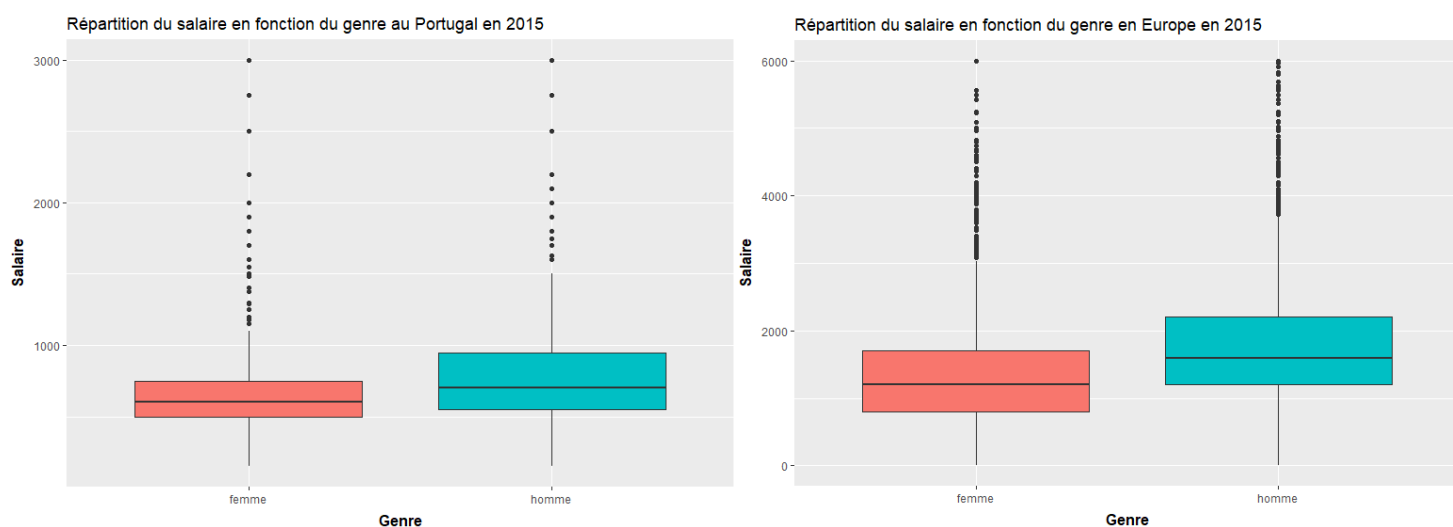 Répartition du salaire en fonction du genre au Portugal en 2015
3000
2000
1000
Salaire
femme
homme
Genre
Répartition du salaire en fonction du genre en Europe en 2015
6000
4000
2000
0
Salaire
femme
homme
Genre